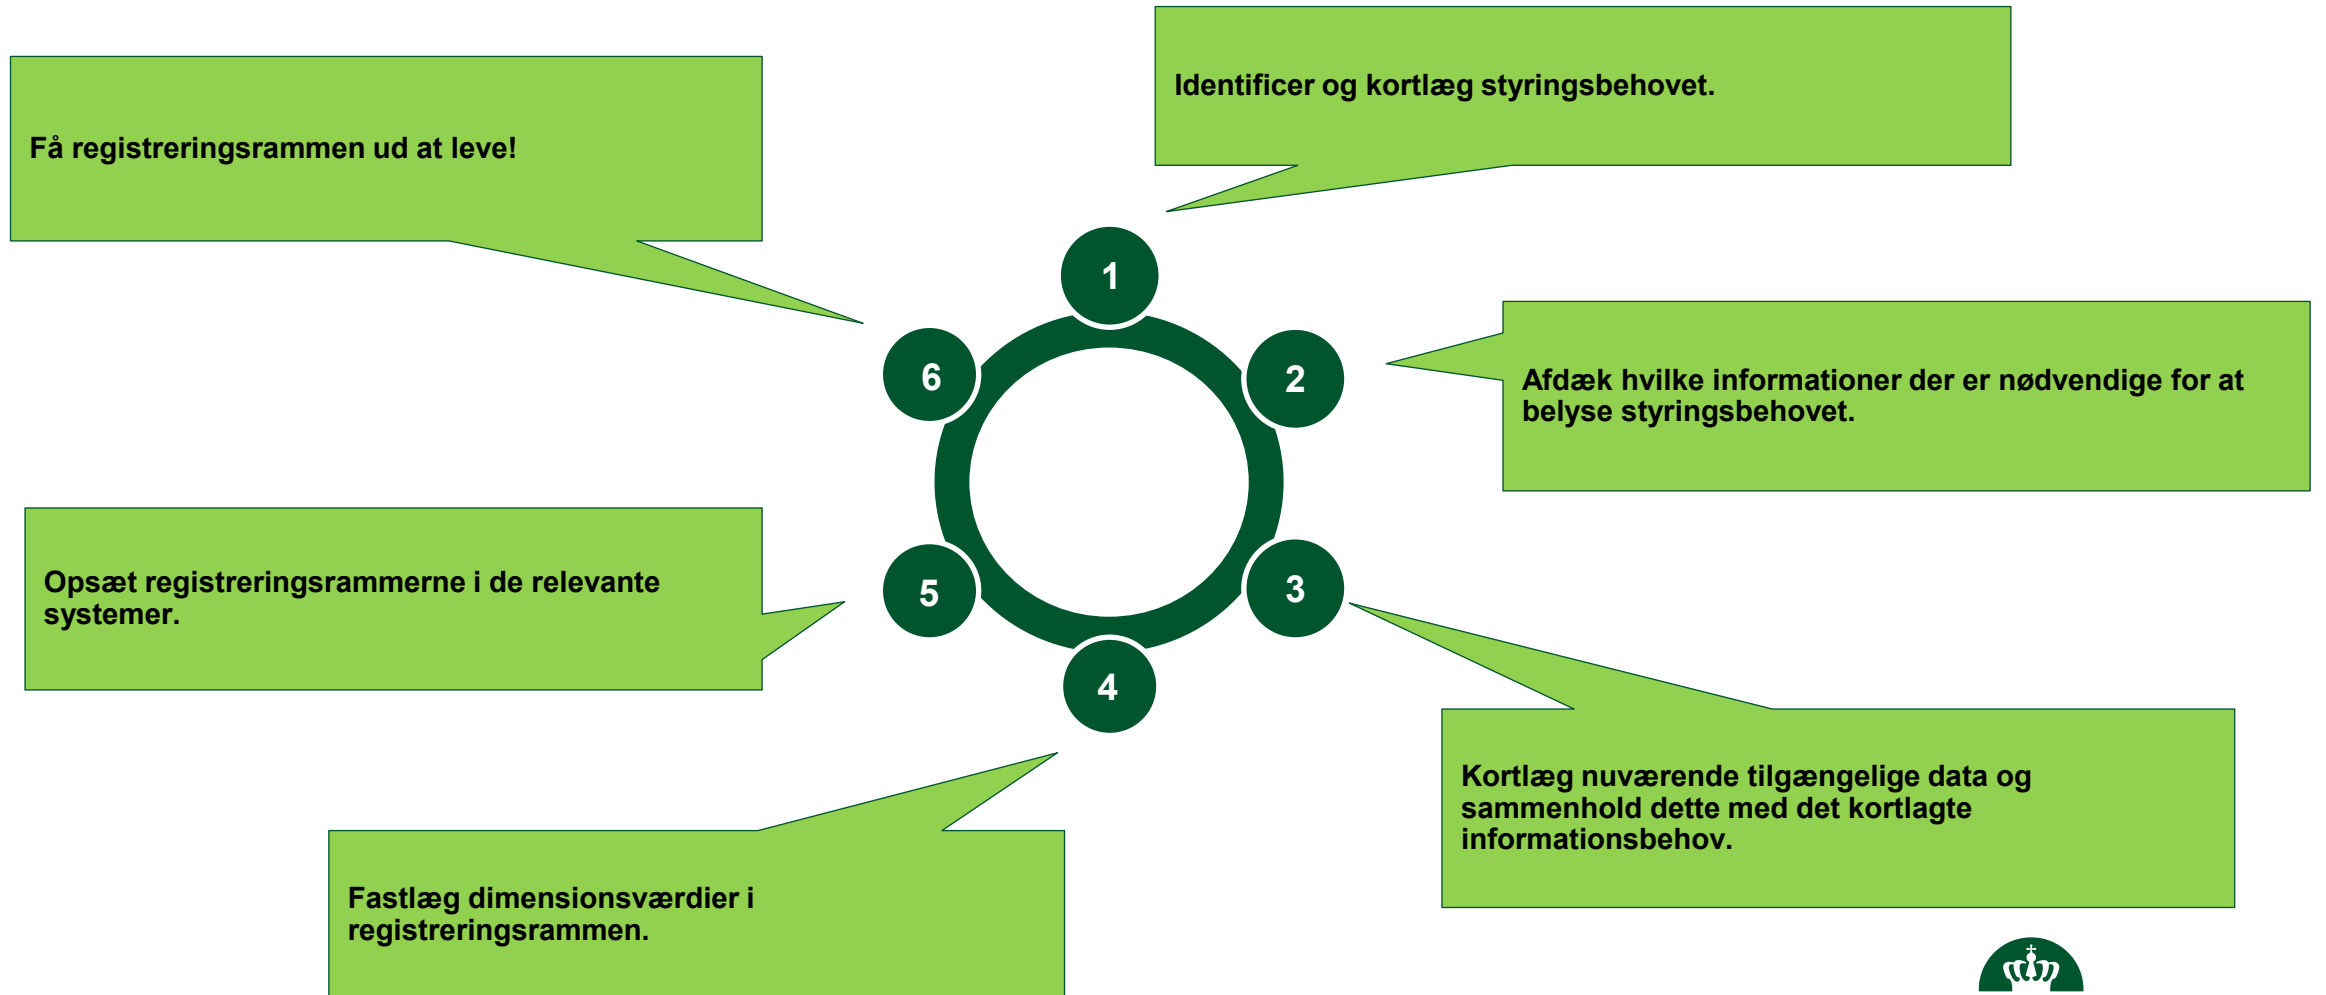 1
Identificer og kortlæg styringsbehovet.
2
Afdæk hvilke informationer der er nødvendige for at
belyse styringsbehovet.
3
Kortlæg nuværende tilgængelige data og
sammenhold dette med det kortlagte
informationsbehov.
4
Fastlæg dimensionsværdier i
registreringsrammen.
5
Opsæt registreringsrammerne i de relevante
systemer.
6
Få registreringsrammen ud at leve!